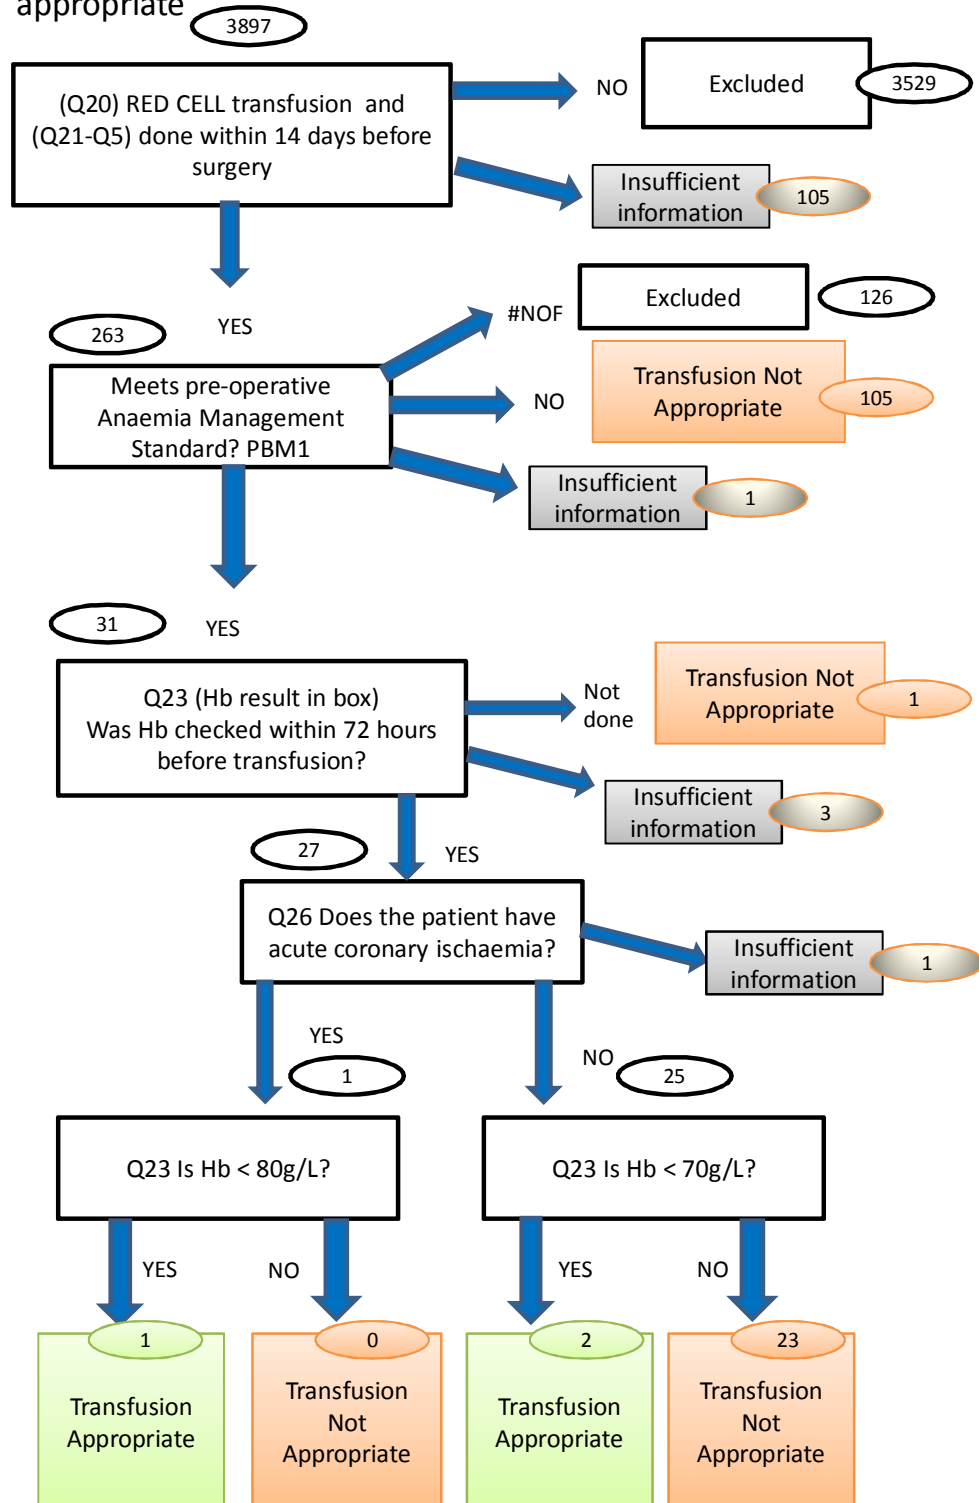 appropriate
3897
(Q20) RED CELL transfusion and
(Q21-Q5) done within 14 days before
surgery
NO
Excluded
3529
Insufficient
information
105
263
YES
#NOF
Excluded
126
Meets pre-operative
Anaemia Management
Standard? PBM1
NO
Transfusion Not
Appropriate
105
Insufficient
information
1
31
YES
Q23 (Hb result in box)
Was Hb checked within 72 hours
before transfusion?
Not
done
Transfusion Not
Appropriate
1
Insufficient
information
3
27
YES
Q26 Does the patient have
acute coronary ischaemia?
Insufficient
information
1
YES
1
NO
25
Q23 Is Hb < 80g/L?
Q23 Is Hb < 70g/L?
YES
NO
YES
NO
1
Transfusion
Appropriate
0
Transfusion
Not
Appropriate
2
Transfusion
Appropriate
23
Transfusion
Not
Appropriate